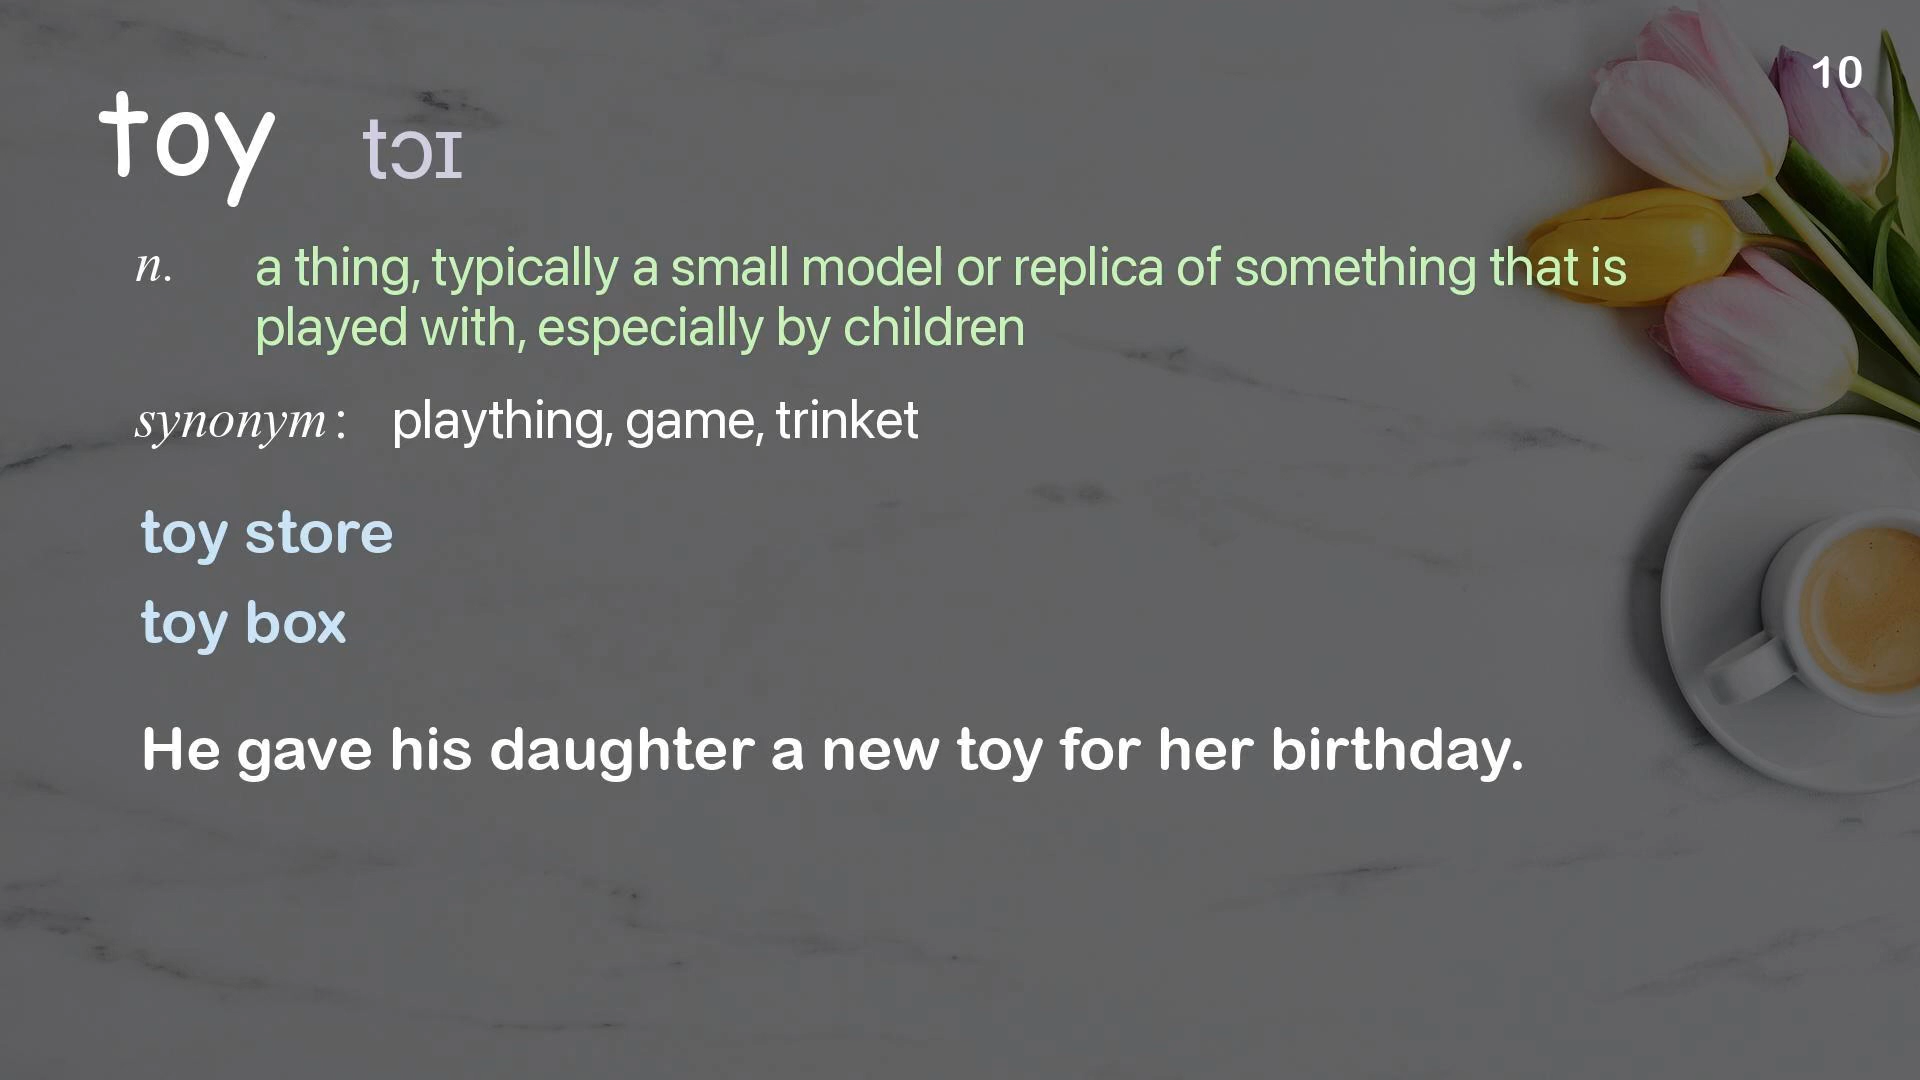 10
toy tɔɪ
n. a thing, typically a small model or replica of something that is
played with, especially by children
synonym: plaything, game, trinket
toy store
toy box
He gave his daughter a new toy for her birthday.